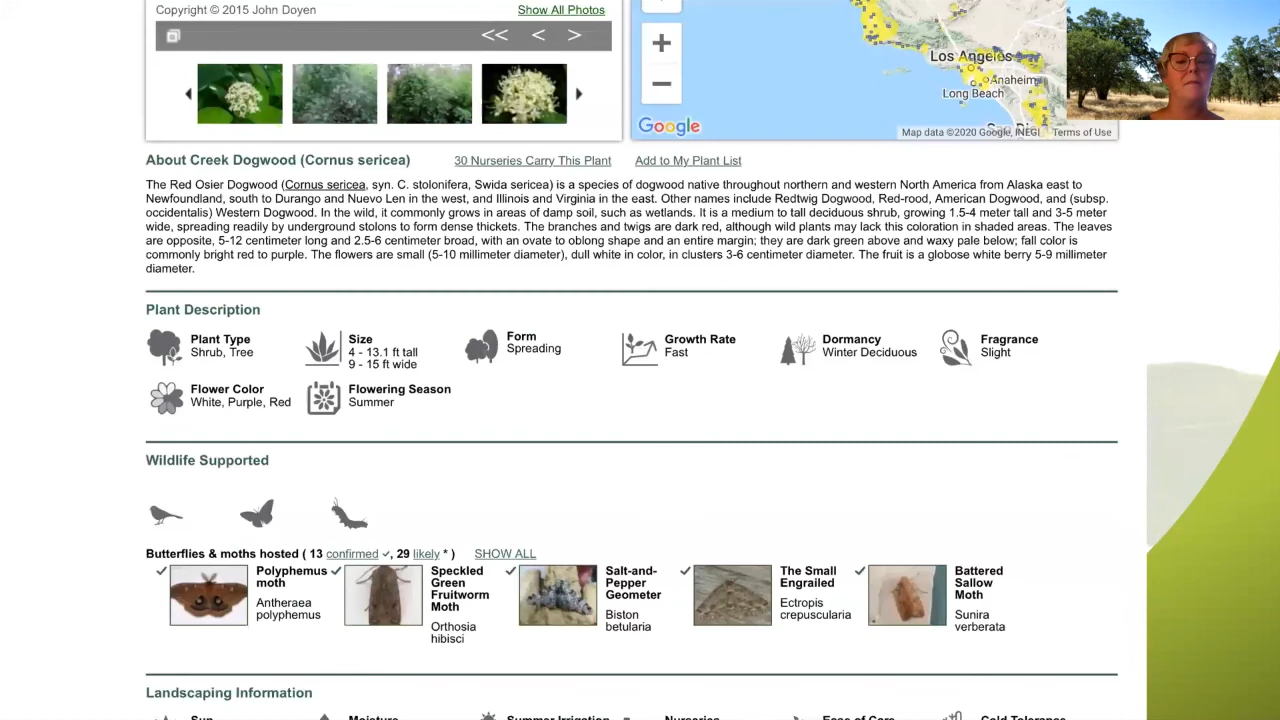 Copyright © 2015 John Doyen
Show All Photos
<< < >
Los Angeles
Anaheim
Long Beach
Google
Map data ©2020 Google, INEGI Terms of Use
About Creek Dogwood (Cornus sericea)
30 Nurseries Carry This Plant
Add to My Plant List
The Red Osier Dogwood (Cornus sericea, syn. C. stolonifera, Swida sericea) is a species of dogwood native throughout northern and western North America from Alaska east to
Newfoundland, south to Durango and Nuevo Len in the west, and Illinois and Virginia in the east. Other names include Redtwig Dogwood, Red-rood, American Dogwood, and (subsp.
occidentalis) Western Dogwood. In the wild, it commonly grows in areas of damp soil, such as wetlands. It is a medium to tall deciduous shrub, growing 1.5-4 meter tall and 3-5 meter
wide, spreading readily by underground stolons to form dense thickets. The branches and twigs are dark red, although wild plants may lack this coloration in shaded areas. The leaves
are opposite, 5-12 centimeter long and 2.5-6 centimeter broad, with an ovate to oblong shape and an entire margin; they are dark green above and waxy pale below; fall color is
commonly bright red to purple. The flowers are small (5-10 millimeter diameter), dull white in color, in clusters 3-6 centimeter diameter. The fruit is a globose white berry 5-9 millimeter
diameter.
Plant Description
Plant Type
Shrub, Tree
Size
4 - 13.1 ft tall
9 - 15 ft wide
Form
Spreading
Growth Rate
Fast
Dormancy
Winter Deciduous
Fragrance
Slight
Flower Color
White, Purple, Red
Flowering Season
Summer
Wildlife Supported
Butterflies & moths hosted ( 13 confirmed ✓, 29 likely * ) SHOW ALL
Polyphemus
moth
Antheraea
polyphemus
Speckled
Green
Fruitworm
Moth
Orthosia
hibisci
Salt-and-
Pepper
Geometer
Biston
betularia
The Small
Engrailed
Ectropis
crepuscularia
Battered
Sallow
Moth
Sunira
verberata
Landscaping Information
Sun
Moisture
Summer Irrigation
Nurseries
Ease of Care
Cold Tolerance